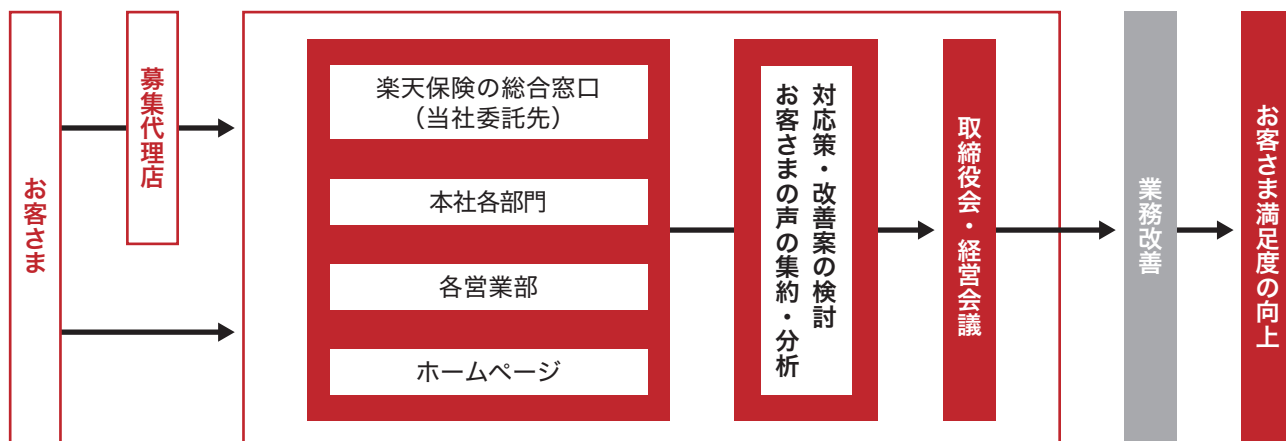 お客さま
募集代理店
楽天保険の総合窓口
（当社委託先）
本社各部門
各営業部
ホームページ
対応策・改善案の検討
お客さまの声の集約・分析
取締役会・経営会議
業務改善
お客さま満足度の向上